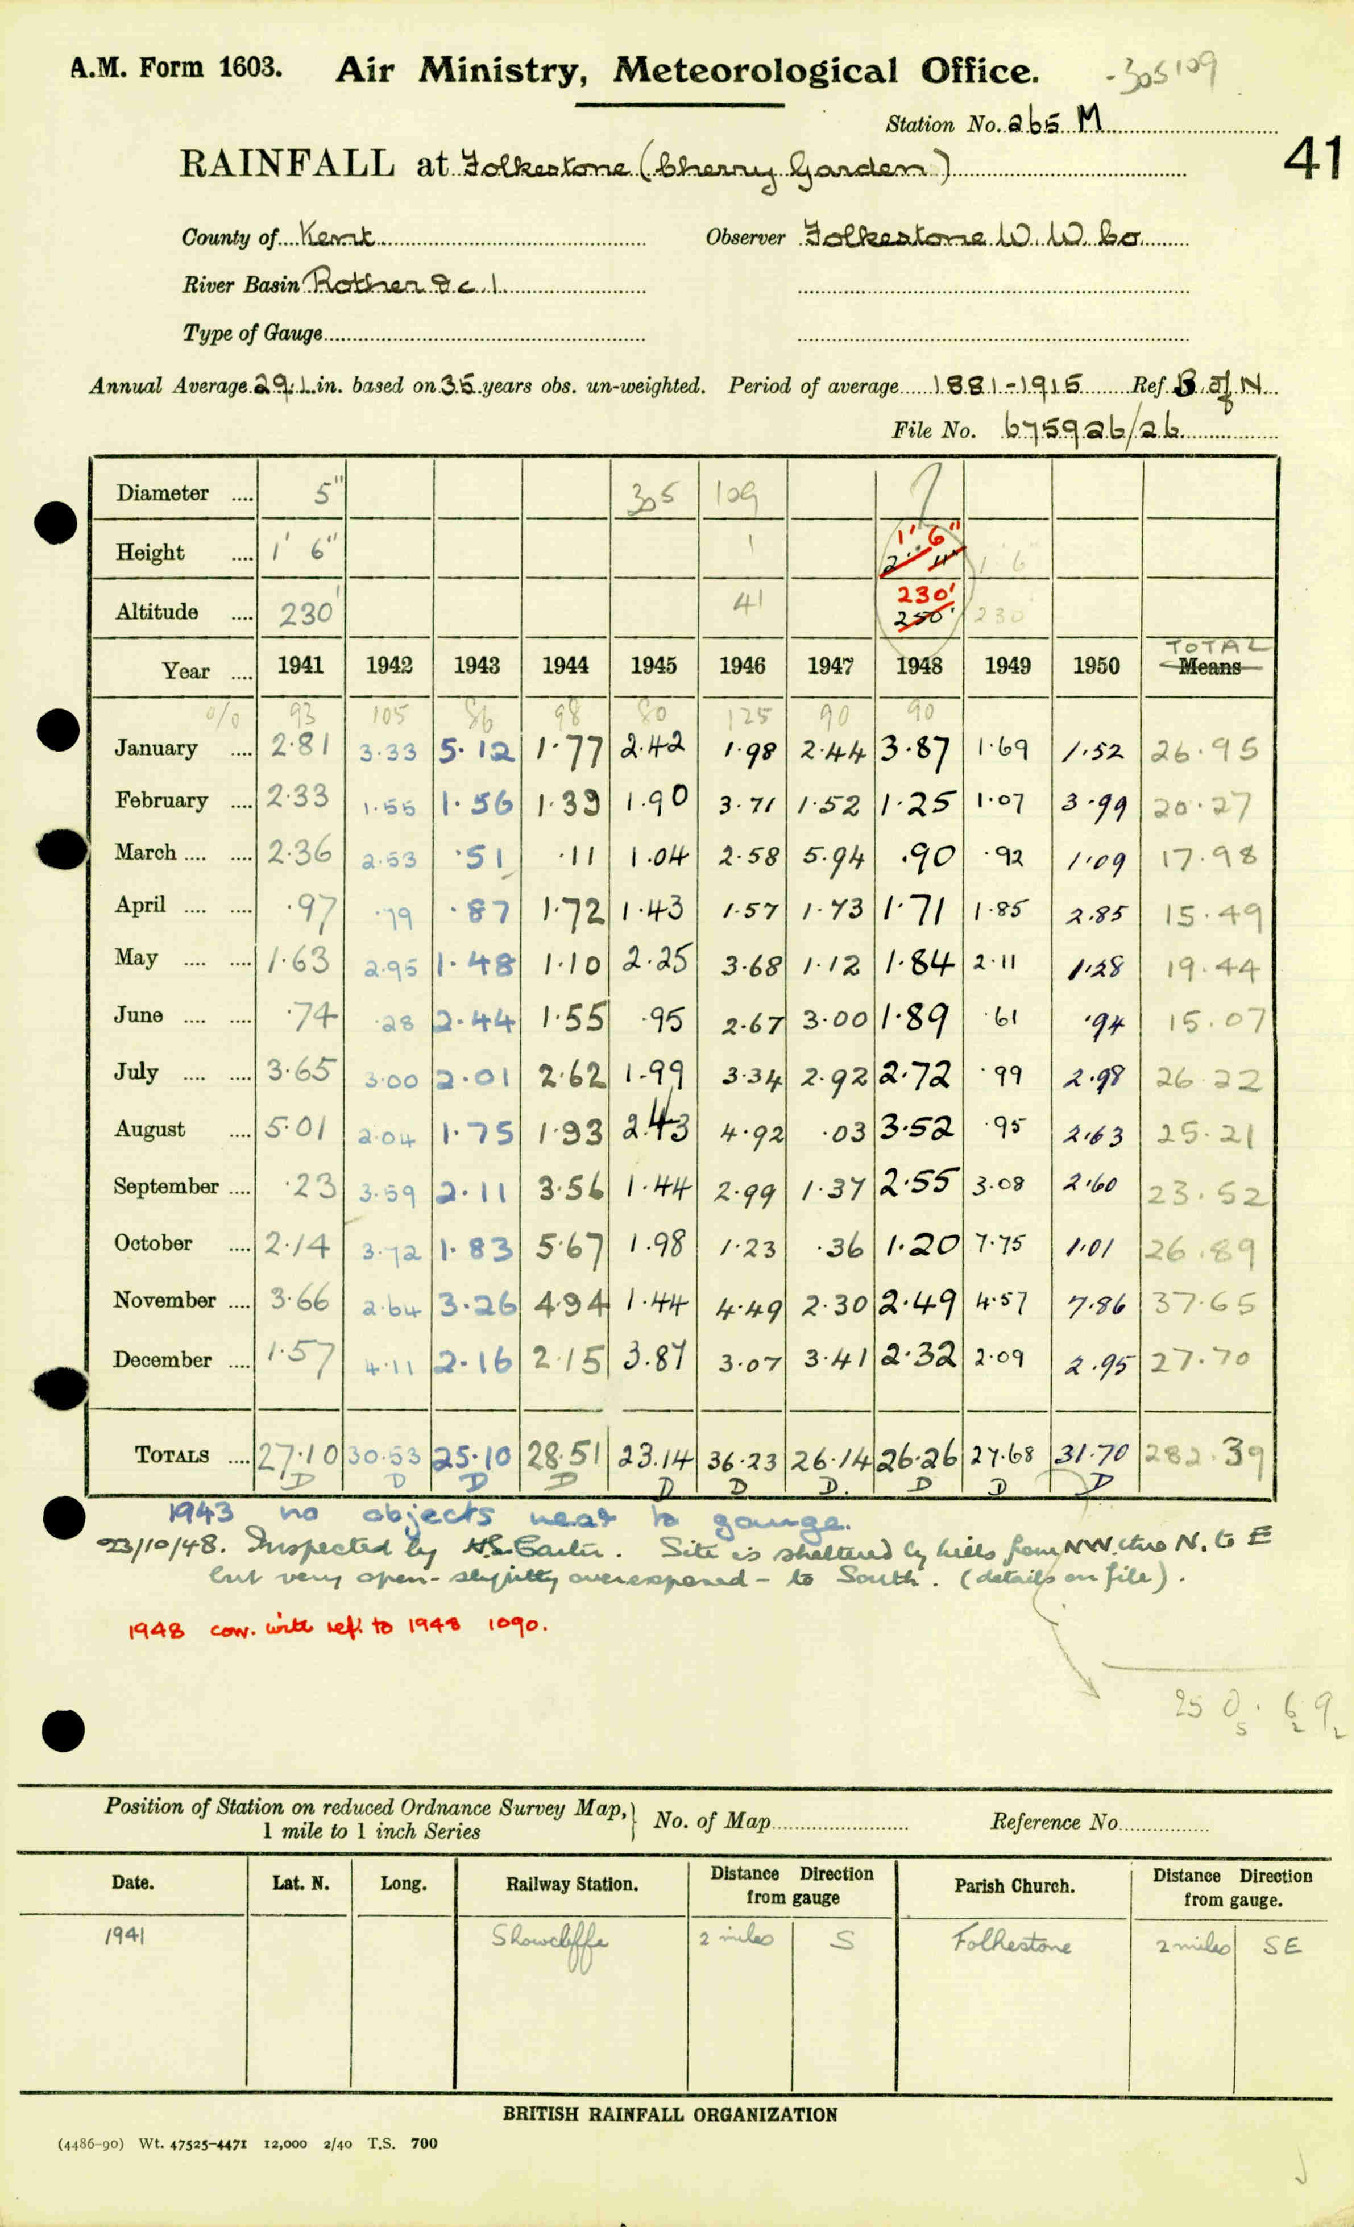 A.M. Form 1603. Air Ministry, Meteorological Office. 305109
Station No. 265 M
41
RAINFALL at Folkestone (Cherry Garden)
County of Kent Observer Folkestone W. W. Co
River Basin Rother &c 1.
Type of Gauge
Annual Average 29.1 in. based on 35 years obs. un-weighted. Period of average 1881-1915 Ref. B of N
File No. 675926/26
Diameter .... 5" 305 109
Height .... 1' 6" 1 1' 6" 2' 4" 1' 6"
Altitude .... 230' 41 230' 250' 230
TOTAL
Year .... 1941 1942 1943 1944 1945 1946 1947 1948 1949 1950 Means
% 93 105 86 98 80 125 90 90
January .... 2.81 3.33 5.12 1.77 2.42 1.98 2.44 3.87 1.69 1.52 26.95
February .... 2.33 1.55 1.56 1.39 1.90 3.71 1.52 1.25 1.07 3.99 20.27
March .... .... 2.36 2.53 .51 .11 1.04 2.58 5.94 .90 .92 1.09 17.98
April .... .... .97 .79 .87 1.72 1.43 1.57 1.73 1.71 1.85 2.85 15.49
May .... .... 1.63 2.95 1.48 1.10 2.25 3.68 1.12 1.84 2.11 1.28 19.44
June .... .... .74 .28 2.44 1.55 .95 2.67 3.00 1.89 .61 .94 15.07
July .... .... 3.65 3.00 2.01 2.62 1.99 3.34 2.92 2.72 .99 2.98 26.22
August .... 5.01 2.04 1.75 1.93 2.43 4.92 .03 3.52 .95 2.63 25.21
September .... .23 3.59 2.11 3.56 1.44 2.99 1.37 2.55 3.08 2.60 23.52
October .... 2.14 3.72 1.83 5.67 1.98 1.23 .36 1.20 7.75 1.01 26.89
November .... 3.66 2.64 3.26 4.94 1.44 4.49 2.30 2.49 4.57 7.86 37.65
December .... 1.57 4.11 2.16 2.15 3.87 3.07 3.41 2.32 2.09 2.95 27.70
TOTALS .... 27.10 30.53 25.10 28.51 23.14 36.23 26.14 26.26 27.68 31.70 282.39
D D D D D D D. D D D
1943 no objects near to gauge.
23/10/48. Inspected by Site is sheltered by hills from NW. thro N. to E
but very open - slightly overexposed - to South. (details on file).
1948 corr. with ref. to 1948 1090.
25 0 . 6 9
5 2 2
Position of Station on reduced Ordnance Survey Map,} No. of Map Reference No
1 mile to 1 inch Series
Date. Lat. N. Long. Railway Station. Distance Direction from gauge Parish Church. Distance Direction from gauge.
1941 Shorncliffe 2 miles S Folkestone 2 miles SE
BRITISH RAINFALL ORGANIZATION
(4486-90) Wt. 47525-4471 12,000 2/40 T.S. 700